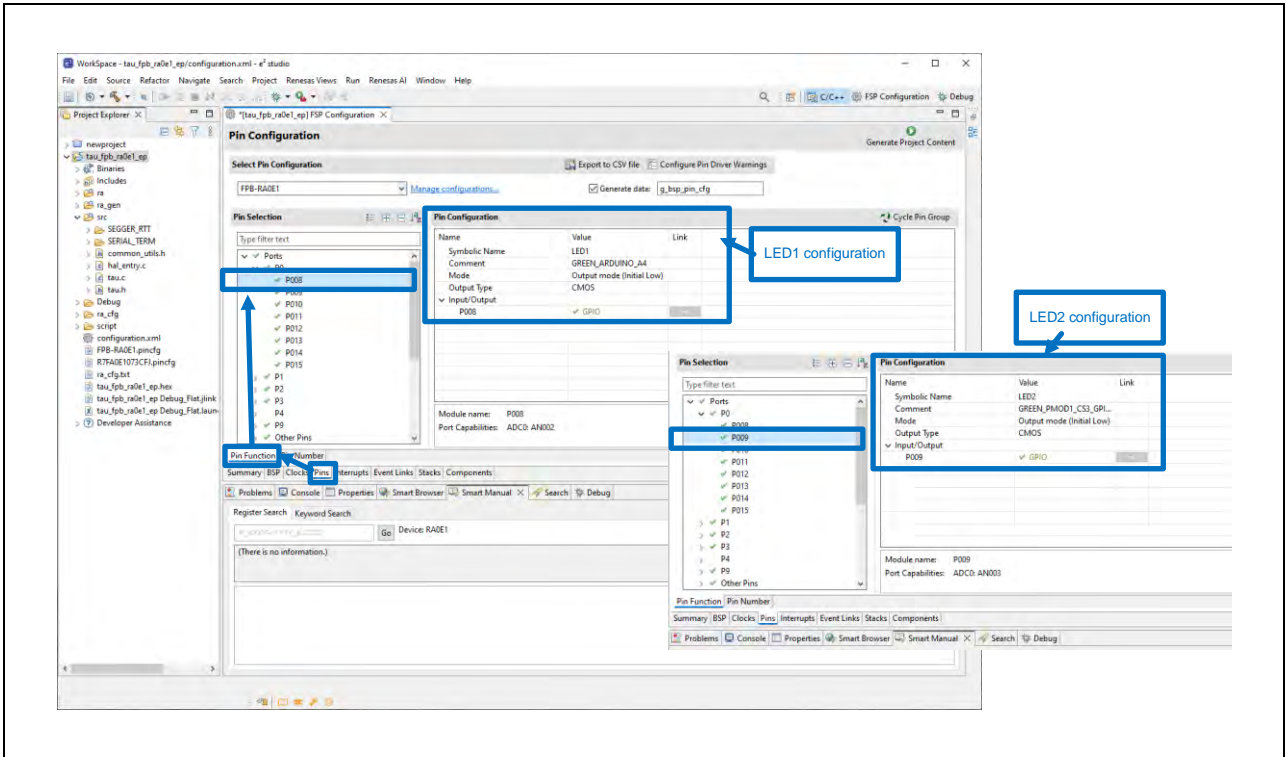 WorkSpace - tau_fpb_ra0e1_ep/configuration.xml - e² studio
File Edit Source Refactor Navigate Search Project Renesas Views Run Renesas AI Window Help
C/C++ FSP Configuration Debug
Project Explorer
newproject
tau_fpb_ra0e1_ep
Binaries
Includes
ra
ra_gen
src
SEGGER_RTT
SERIAL_TERM
common_utils.h
hal_entry.c
tau.c
tau.h
Debug
ra_cfg
script
configuration.xml
FPB-RA0E1.pincfg
R7FA0E1073CFJ.pincfg
ra_cfg.txt
tau_fpb_ra0e1_ep.hex
tau_fpb_ra0e1_ep Debug_Flat.jlink
tau_fpb_ra0e1_ep Debug_Flat.laun
Developer Assistance
*[tau_fpb_ra0e1_ep] FSP Configuration
Pin Configuration
Generate Project Content
Select Pin Configuration
Export to CSV file Configure Pin Driver Warnings
FPB-RA0E1 Manage configurations... Generate data: g_bsp_pin_cfg
Pin Selection
Type filter text
Ports
P0
P008
P009
P010
P011
P012
P013
P014
P015
P1
P2
P3
P4
P9
Other Pins
Pin Configuration
Cycle Pin Group
Name Value Link
Symbolic Name LED1
Comment GREEN_ARDUINO_A4
Mode Output mode (Initial Low)
Output Type CMOS
Input/Output
P008 GPIO
LED1 configuration
Module name: P008
Port Capabilities: ADC0: AN002
Pin Function Number
Summary BSP Clocks Pins Interrupts Event Links Stacks Components
Problems Console Properties Smart Browser Smart Manual Search Debug
Register Search Keyword Search
Go Device: RA0E1
(There is no information.)
LED2 configuration
Pin Selection
Type filter text
Ports
P0
P008
P009
P010
P011
P012
P013
P014
P015
P1
P2
P3
P4
P9
Other Pins
Pin Configuration
Name Value Link
Symbolic Name LED2
Comment GREEN_PMOD1_CS3_GPI...
Mode Output mode (Initial Low)
Output Type CMOS
Input/Output
P009 GPIO
Module name: P009
Port Capabilities: ADC0: AN003
Pin Function Pin Number
Summary BSP Clocks Pins Interrupts Event Links Stacks Components
Problems Console Properties Smart Browser Smart Manual Search Debug